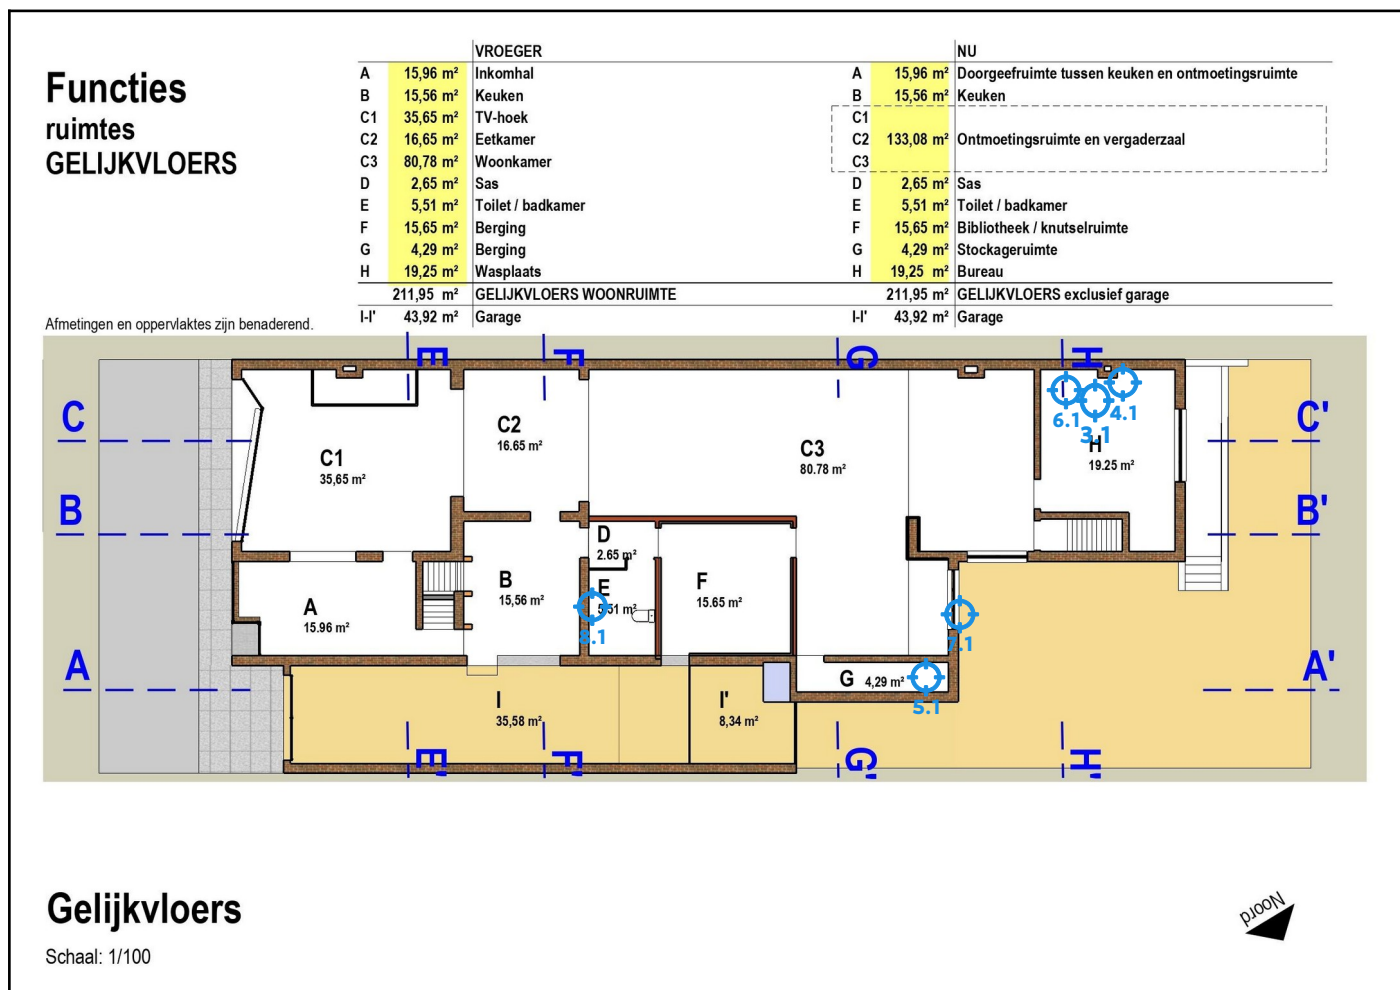 Functies
ruimtes
GELIJKVLOERS
VROEGER
A 15,96 m² Inkomhal
B 15,56 m² Keuken
C1 35,65 m² TV-hoek
C2 16,65 m² Eetkamer
C3 80,78 m² Woonkamer
D 2,65 m² Sas
E 5,51 m² Toilet / badkamer
F 15,65 m² Berging
G 4,29 m² Berging
H 19,25 m² Wasplaats
211,95 m² GELIJKVLOERS WOONRUIMTE
I-I' 43,92 m² Garage
NU
A 15,96 m² Doorgeefruimte tussen keuken en ontmoetingsruimte
B 15,56 m² Keuken
C1
C2 133,08 m² Ontmoetingsruimte en vergaderzaal
C3
D 2,65 m² Sas
E 5,51 m² Toilet / badkamer
F 15,65 m² Bibliotheek / knutselruimte
G 4,29 m² Stockageruimte
H 19,25 m² Bureau
211,95 m² GELIJKVLOERS exclusief garage
I-I' 43,92 m² Garage
Afmetingen en oppervlaktes zijn benaderend.
E F G H
C C'
B B'
A A'
E' F' G' H'
C1
35,65 m²
C2
16.65 m²
C3
80.78 m²
6.1
3.1
4.1
H
19.25 m²
D
2.65 m²
B
15,56 m²
E
5.51 m²
8.1
F
15.65 m²
A
15.96 m²
7.1
G 4,29 m²
5.1
I
35,58 m²
I'
8,34 m²
Gelijkvloers
Schaal: 1/100
Noord